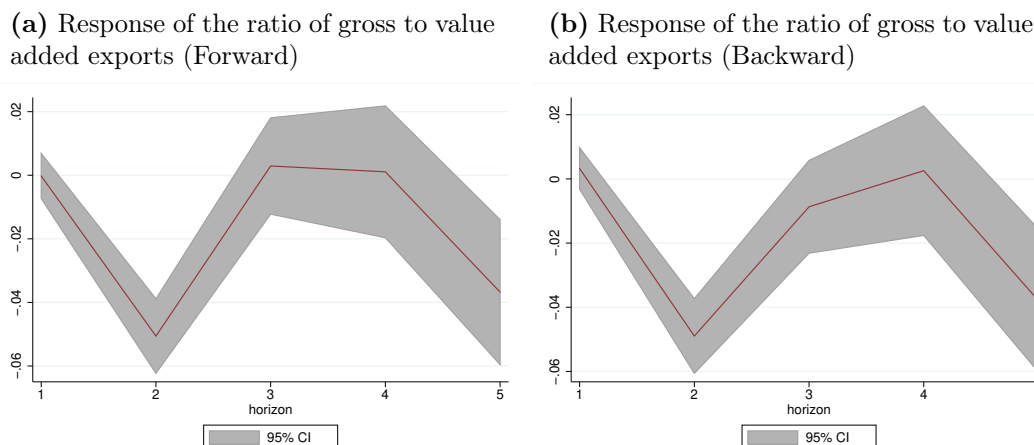 (a) Response of the ratio of gross to value
added exports (Forward)
.02
0
-.02
-.04
-.06
1 2 3 4 5
horizon
95% CI
(b) Response of the ratio of gross to value
added exports (Backward)
.02
0
-.02
-.04
-.06
1 2 3 4
horizon
95% CI